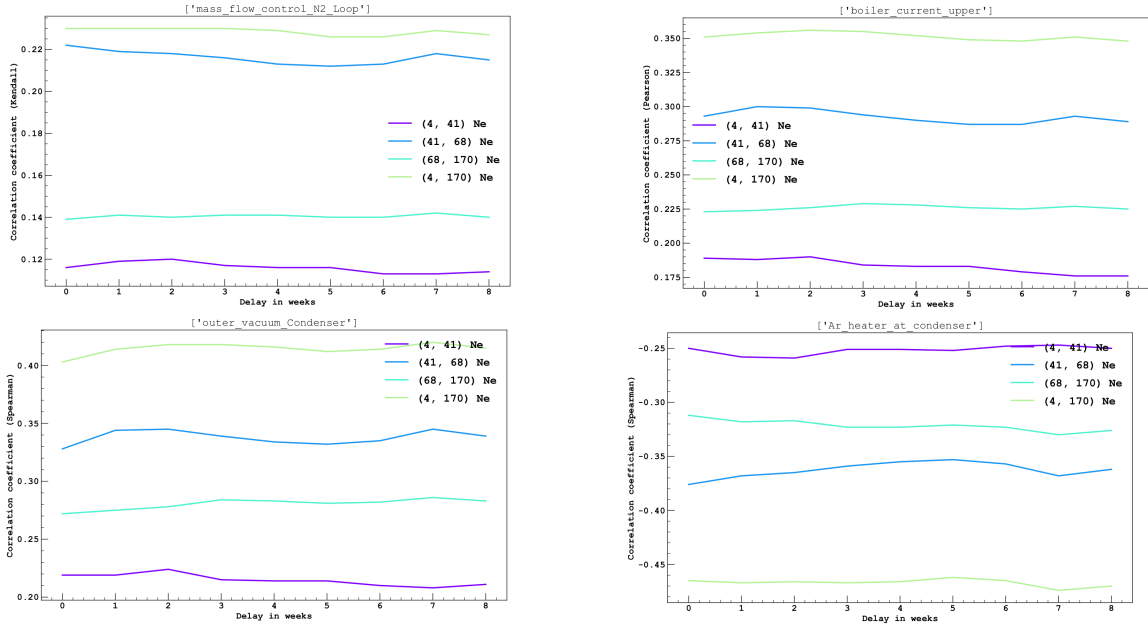 ['mass_flow_control_N2_Loop']
Correlation coefficient (Kendall)
0.22
0.20
0.18
0.16
0.14
0.12
(4, 41) Ne
(41, 68) Ne
(68, 170) Ne
(4, 170) Ne
0 1 2 3 4 5 6 7 8
Delay in weeks
['boiler_current_upper']
Correlation coefficient (Pearson)
0.350
0.325
0.300
0.275
0.250
0.225
0.200
0.175
(4, 41) Ne
(41, 68) Ne
(68, 170) Ne
(4, 170) Ne
0 1 2 3 4 5 6 7 8
Delay in weeks
['outer_vacuum_Condenser']
Correlation coefficient (Spearman)
0.40
0.35
0.30
0.25
0.20
(4, 41) Ne
(41, 68) Ne
(68, 170) Ne
(4, 170) Ne
0 1 2 3 4 5 6 7 8
Delay in weeks
['Ar_heater_at_condenser']
Correlation coefficient (Spearman)
-0.25
-0.30
-0.35
-0.40
-0.45
(4, 41) Ne
(41, 68) Ne
(68, 170) Ne
(4, 170) Ne
0 1 2 3 4 5 6 7 8
Delay in weeks